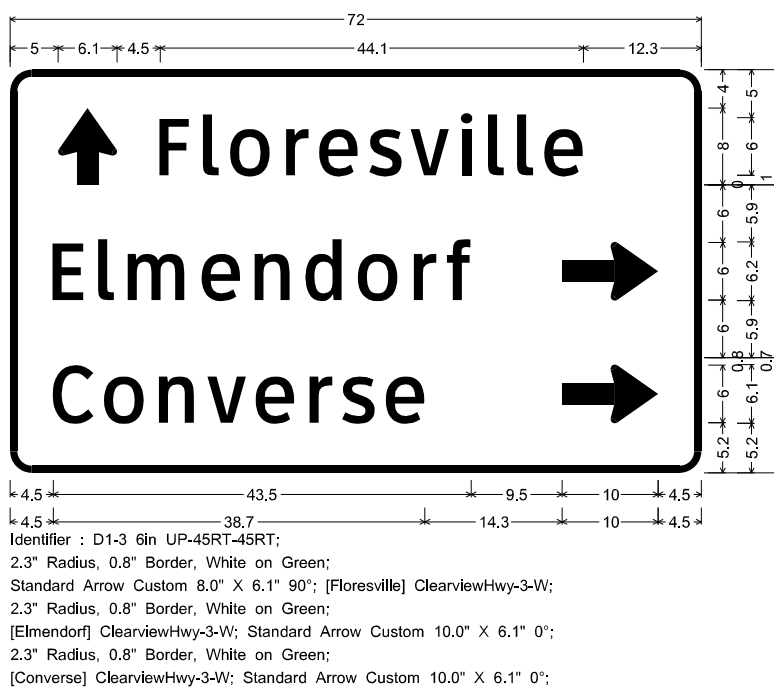 72
5 6.1 4.5 44.1 12.3
Floresville
Elmendorf
Converse
4 8 0 6 6 6 0.8 6 5.2
5 6 1 5.9 6.2 5.9 0.7 6.1 5.2
4.5 43.5 9.5 10 4.5
4.5 38.7 14.3 10 4.5
Identifier : D1-3 6in UP-45RT-45RT;
2.3" Radius, 0.8" Border, White on Green;
Standard Arrow Custom 8.0" X 6.1" 90°; [Floresville] ClearviewHwy-3-W;
2.3" Radius, 0.8" Border, White on Green;
[Elmendorf] ClearviewHwy-3-W; Standard Arrow Custom 10.0" X 6.1" 0°;
2.3" Radius, 0.8" Border, White on Green;
[Converse] ClearviewHwy-3-W; Standard Arrow Custom 10.0" X 6.1" 0°;